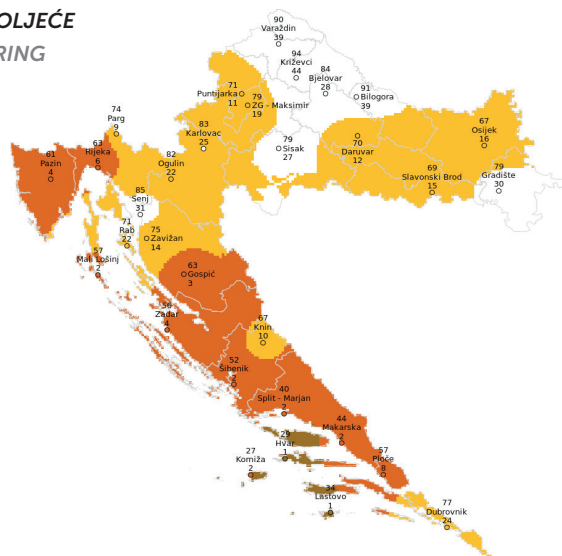 OLJEĆE
RING
90
Varaždin
39
94
Križevci
44
84
Bjelovar
28
91
Bilogora
39
71
Puntijarka
11
79
ZG - Maksimir
19
74
Parg
9
83
Karlovac
25
79
Sisak
27
70
Daruvar
12
67
Osijek
16
69
Slavonski Brod
15
79
Gradište
30
61
Pazin
4
63
Rijeka
6
82
Ogulin
22
85
Senj
31
71
Rab
22
75
Zavižan
14
57
Mali Lošinj
2
63
Gospić
3
56
Zadar
4
67
Knin
10
52
Šibenik
2
40
Split - Marjan
2
44
Makarska
2
29
Hvar
1
27
Komiža
2
57
Ploče
8
34
Lastovo
1
77
Dubrovnik
24